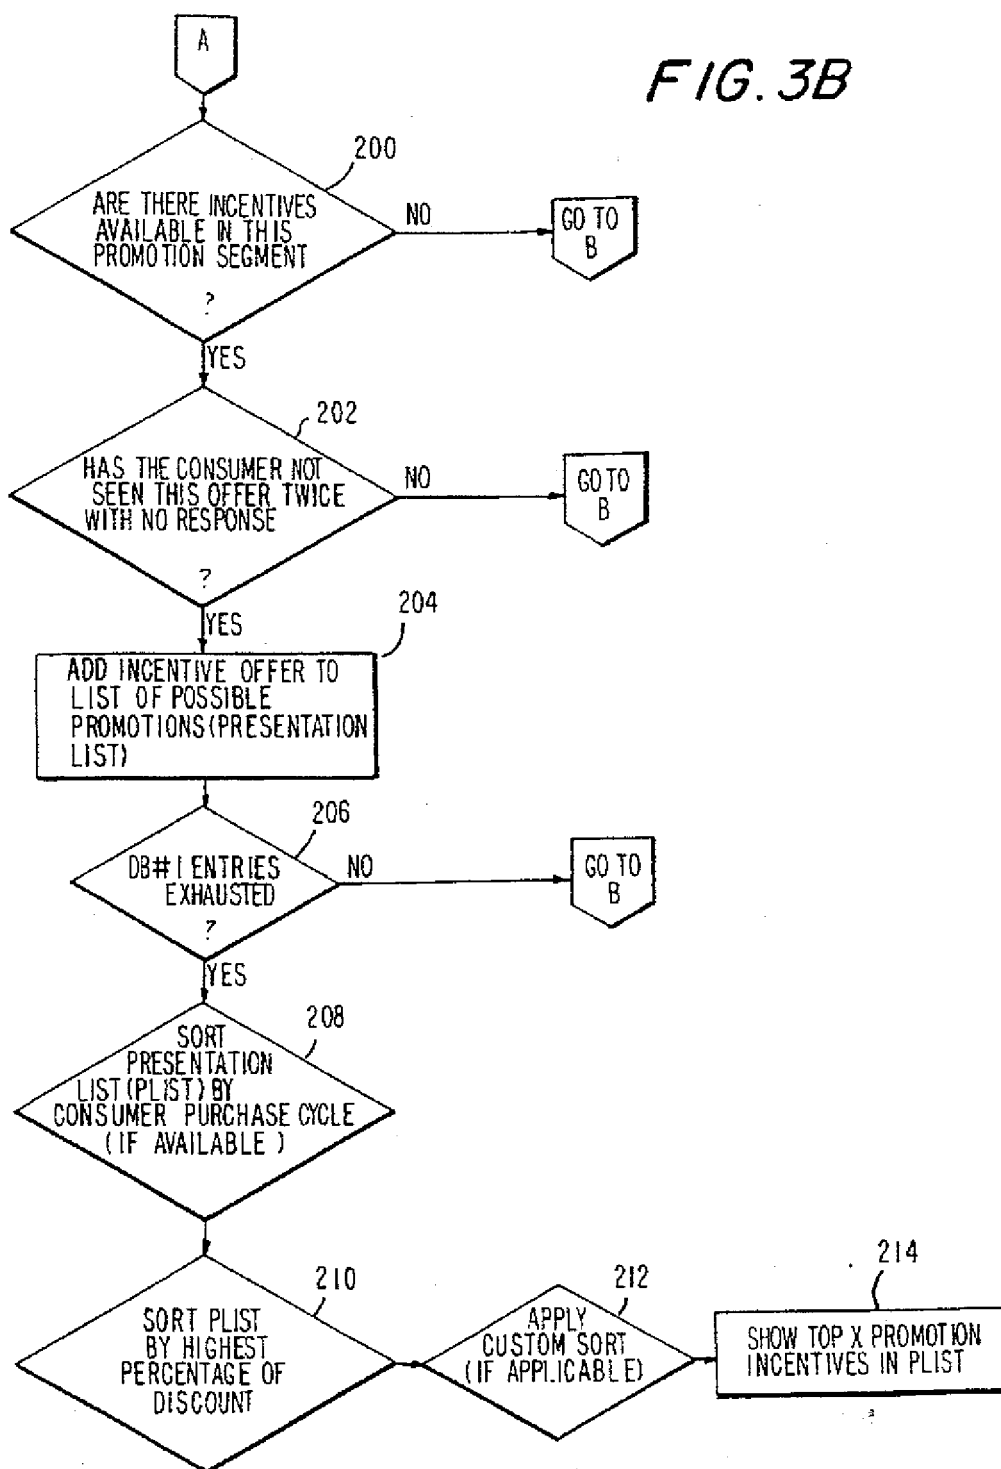 A
FIG. 3B
200
ARE THERE INCENTIVES
AVAILABLE IN THIS
PROMOTION SEGMENT
?
NO
GO TO
B
YES
202
HAS THE CONSUMER NOT
SEEN THIS OFFER TWICE
WITH NO RESPONSE
?
NO
GO TO
B
YES
204
ADD INCENTIVE OFFER TO
LIST OF POSSIBLE
PROMOTIONS(PRESENTATION
LIST)
206
DB#1 ENTRIES
EXHAUSTED
?
NO
GO TO
B
YES
208
SORT
PRESENTATION
LIST(PLIST) BY
CONSUMER PURCHASE CYCLE
(IF AVAILABLE)
210
SORT PLIST
BY HIGHEST
PERCENTAGE OF
DISCOUNT
212
APPLY
CUSTOM SORT
(IF APPLICABLE)
214
SHOW TOP X PROMOTION
INCENTIVES IN PLIST